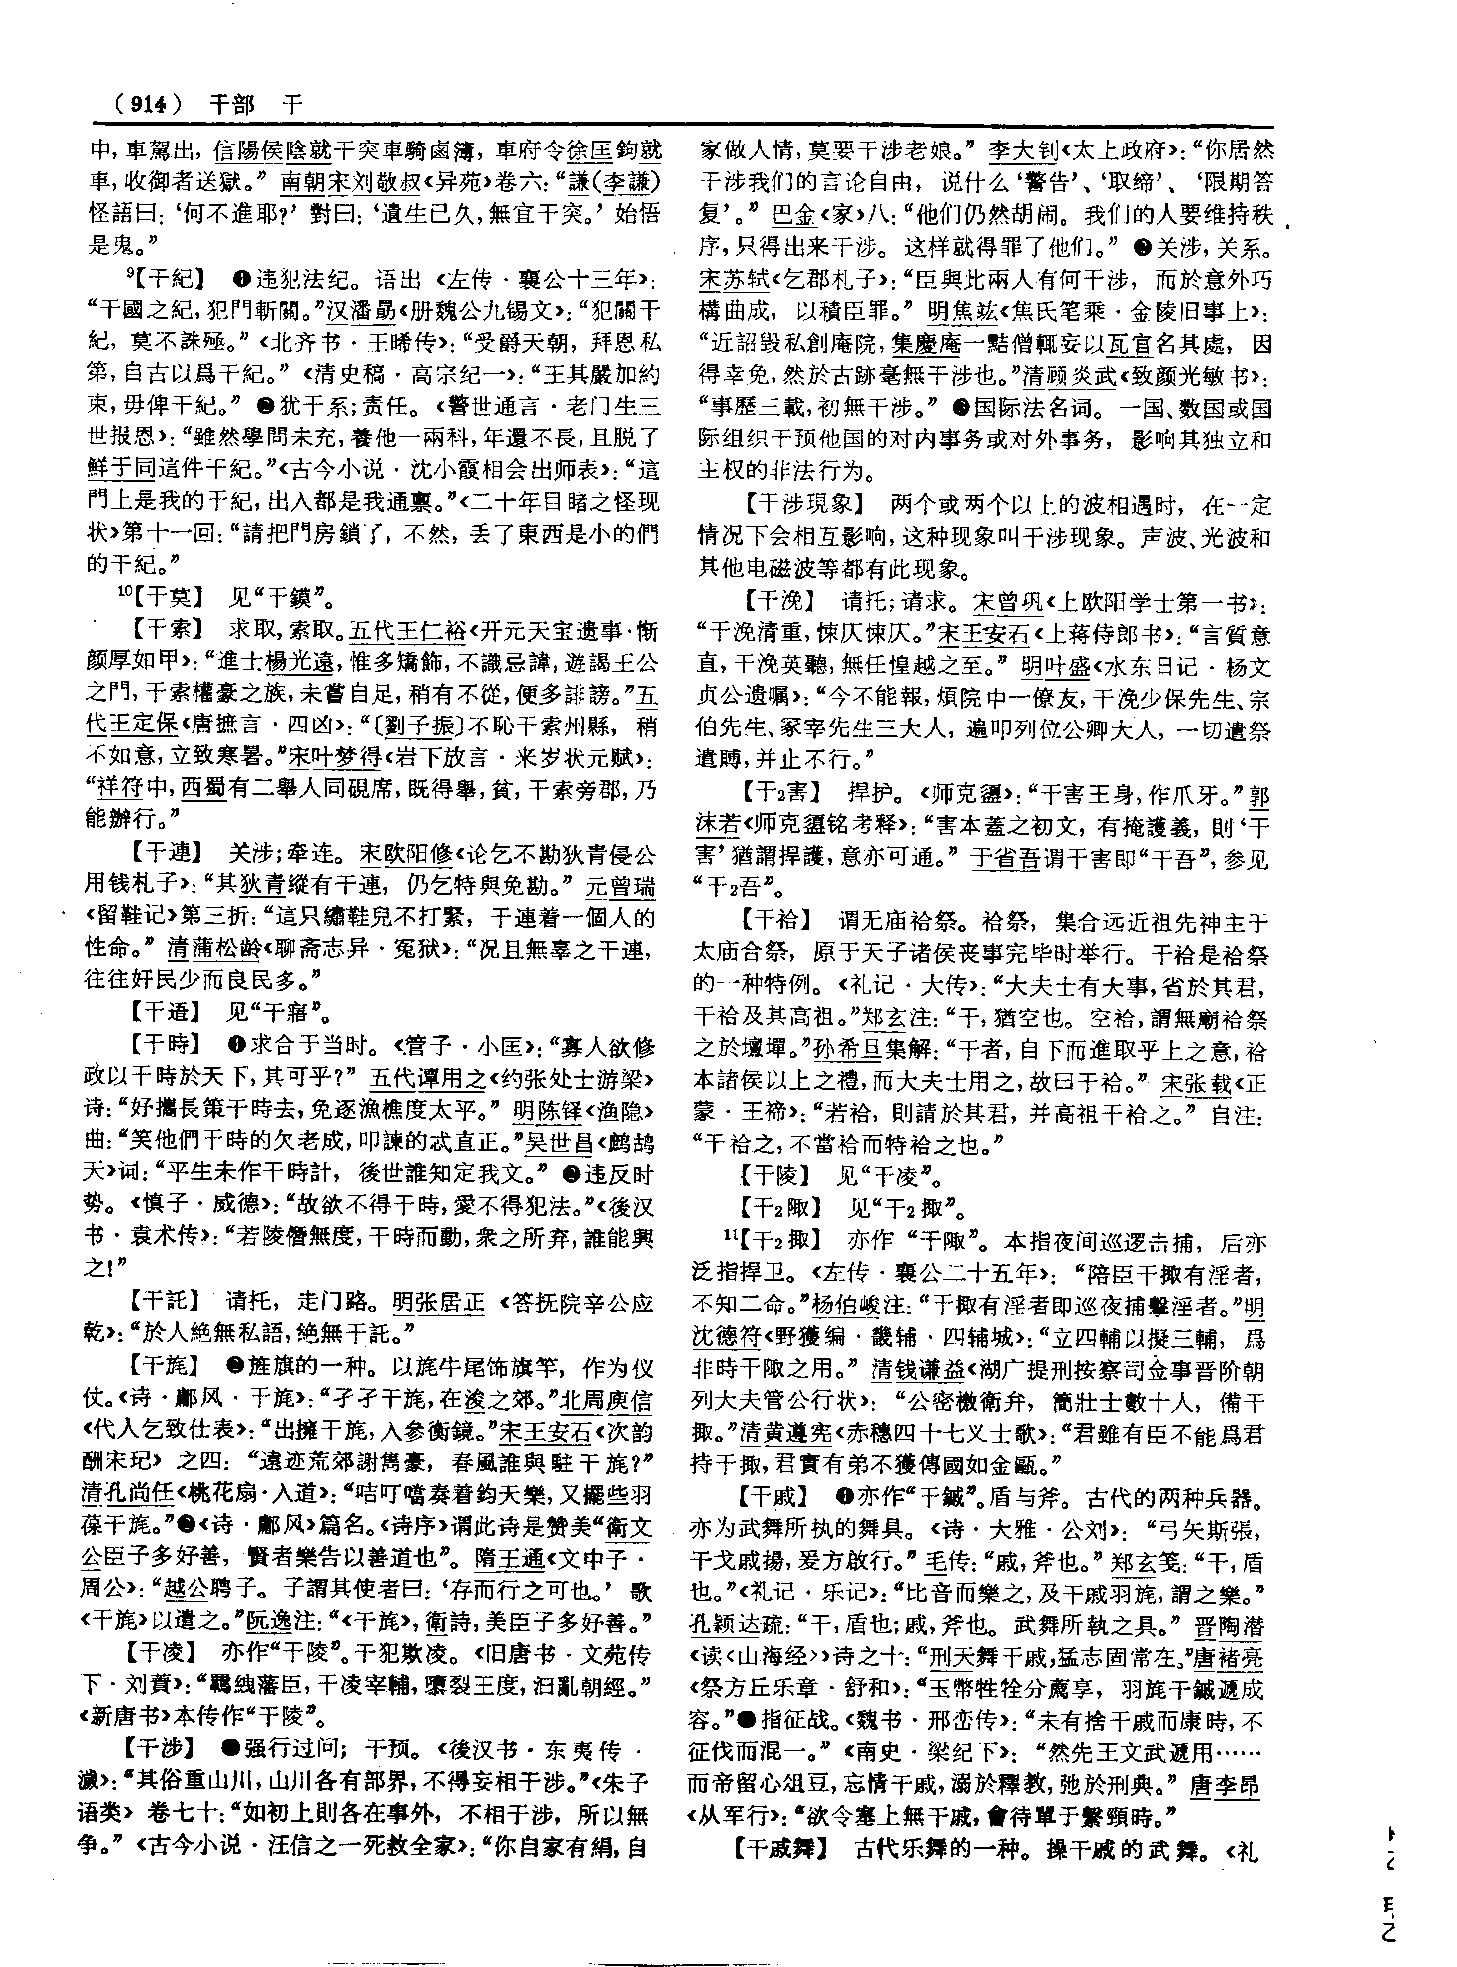 （914） 干部 干
中，車駕出，信陽侯陰就干突車騎鹵簿，車府令徐匡鉤就
車，收御者送獄。”南朝宋刘敬叔《异苑》卷六：“謙（李謙）
怪語曰：‘何不進耶？’對曰：‘遺生已久，無宜干突。’始悟
是鬼。”
⁹【干紀】 ❶违犯法纪。语出《左传·襄公十三年》：
“干國之紀，犯門斬關。”汉潘勗《册魏公九锡文》：“犯關干
紀，莫不誅殛。”《北齐书·王晞传》：“受爵天朝，拜恩私
第，自古以爲干紀。”《清史稿·高宗纪一》：“王其嚴加約
束，毋俾干紀。”❷犹干系；责任。《警世通言·老门生三
世报恩》：“雖然學問未充，養他一兩科，年還不長，且脱了
鮮于同這件干紀。”《古今小说·沈小霞相会出师表》：“這
門上是我的干紀，出入都是我通禀。”《二十年目睹之怪现
状》第十一回：“請把門房鎖了，不然，丢了東西是小的們
的干紀。”
¹⁰【干莫】 见“干鏌”。
【干索】 求取，索取。五代王仁裕《开元天宝遗事·惭
颜厚如甲》：“進士楊光遠，惟多矯飾，不識忌諱，遊謁王公
之門，干索權豪之族，未嘗自足，稍有不從，便多誹謗。”五
代王定保《唐摭言·四凶》：“〔劉子振〕不恥干索州縣，稍
不如意，立致寒暑。”宋叶梦得《岩下放言·来岁状元赋》：
“祥符中，西蜀有二舉人同硯席，既得舉，貧，干索旁郡，乃
能辦行。”
【干連】 关涉；牵连。宋欧阳修《论乞不勘狄青侵公
用钱札子》：“其狄青縱有干連，仍乞特與免勘。”元曾瑞
《留鞋记》第三折：“這只繡鞋兒不打緊，干連着一個人的
性命。”清蒲松龄《聊斋志异·冤狱》：“况且無辜之干連，
往往奸民少而良民多。”
【干逜】 见“干寤”。
【干時】 ❶求合于当时。《管子·小匡》：“寡人欲修
政以干時於天下，其可乎？”五代谭用之《约张处士游梁》
诗：“好攜長策干時去，免逐漁樵度太平。”明陈铎《渔隐》
曲：“笑他們干時的欠老成，叩諫的忒直正。”吴世昌《鹧鸪
天》词：“平生未作干時計，後世誰知定我文。”❷违反时
势。《慎子·威德》：“故欲不得干時，愛不得犯法。”《後汉
书·袁术传》：“若陵僭無度，干時而動，衆之所弃，誰能興
之！”
【干託】 请托，走门路。明张居正《答抚院辛公应
乾》：“於人絶無私語，絶無干託。”
【干旄】 ❷旌旗的一种。以旄牛尾饰旗竿，作为仪
仗。《诗·鄘风·干旄》：“孑孑干旄，在浚之郊。”北周庾信
《代人乞致仕表》：“出擁干旄，入参衡鏡。”宋王安石《次韵
酬宋玘》之四：“遠迹荒郊謝雋豪，春風誰與駐干旄？”
清孔尚任《桃花扇·入道》：“咭叮噹奏着鈞天樂，又擺些羽
葆干旄。”❷《诗·鄘风》篇名。《诗序》谓此诗是赞美“衛文
公臣子多好善，賢者樂告以善道也”。隋王通《文中子·
周公》：“越公聘子。子謂其使者曰：‘存而行之可也。’歌
《干旄》以遣之。”阮逸注：“《干旄》，衛詩，美臣子多好善。”
【干凌】 亦作“干陵”。干犯欺凌。《旧唐书·文苑传
下·刘蕡》：“羈紲藩臣，干凌宰輔，隳裂王度，汩亂朝經。”
《新唐书》本传作“干陵”。
【干涉】 ●强行过问；干预。《後汉书·东夷传·
濊》：“其俗重山川，山川各有部界，不得妄相干涉。”《朱子
语类》卷七十：“如初上則各在事外，不相干涉，所以無
争。”《古今小说·汪信之一死救全家》：“你自家有絹，自
家做人情，莫要干涉老娘。”李大钊《太上政府》：“你居然
干涉我们的言论自由，说什么‘警告’、‘取缔’、‘限期答
复’。”巴金《家》八：“他们仍然胡闹。我们的人要维持秩
序，只得出来干涉。这样就得罪了他们。”❷关涉，关系。
宋苏轼《乞郡札子》：“臣與此兩人有何干涉，而於意外巧
構曲成，以積臣罪。”明焦竑《焦氏笔乘·金陵旧事上》：
“近詔毀私創庵院，集慶庵一黠僧輒妄以瓦官名其處，因
得幸免，然於古跡毫無干涉也。”清顾炎武《致颜光敏书》：
“事歷三載，初無干涉。”❸国际法名词。一国、数国或国
际组织干预他国的对内事务或对外事务，影响其独立和
主权的非法行为。
【干涉現象】 两个或两个以上的波相遇时，在一定
情况下会相互影响，这种现象叫干涉现象。声波、光波和
其他电磁波等都有此现象。
【干浼】 请托；请求。宋曾巩《上欧阳学士第一书》：
“干浼清重，悚仄悚仄。”宋王安石《上蒋侍郎书》：“言質意
直，干浼英聽，無任惶越之至。”明叶盛《水东日记·杨文
贞公遗嘱》：“今不能報，煩院中一僚友，干浼少保先生、宗
伯先生、冢宰先生三大人，遍叩列位公卿大人，一切遣祭
遣賻，并止不行。”
【干₂害】 捍护。《师克盨》：“干害王身，作爪牙。”郭
沫若《师克盨铭考释》：“害本蓋之初文，有掩護義，則‘干
害’猶謂捍護，意亦可通。”于省吾谓干害即“干吾”，参见
“干₂吾”。
【干祫】 谓无庙祫祭。祫祭，集合远近祖先神主于
太庙合祭，原于天子诸侯丧事完毕时举行。干祫是祫祭
的一种特例。《礼记·大传》：“大夫士有大事，省於其君，
干祫及其高祖。”郑玄注：“干，猶空也。空祫，謂無廟祫祭
之於壇墠。”孙希旦集解：“干者，自下而進取乎上之意，祫
本諸侯以上之禮，而大夫士用之，故曰干祫。”宋张载《正
蒙·王禘》：“若祫，則請於其君，并高祖干祫之。”自注：
“干祫之，不當祫而特祫之也。”
【干陵】 见“干凌”。
【干₂陬】 见“干₂掫”。
¹¹【干₂掫】 亦作“干陬”。本指夜间巡逻击捕，后亦
泛指捍卫。《左传·襄公二十五年》：“陪臣干掫有淫者，
不知二命。”杨伯峻注：“干掫有淫者即巡夜捕擊淫者。”明
沈德符《野獲编·畿辅·四辅城》：“立四輔以擬三輔，爲
非時干陬之用。”清钱谦益《湖广提刑按察司佥事晋阶朝
列大夫管公行状》：“公密檄衛弁，簡壯士數十人，備干
掫。”清黄遵宪《赤穗四十七义士歌》：“君雖有臣不能爲君
持干掫，君實有弟不獲傳國如金甌。”
【干戚】 ❶亦作“干鏚”。盾与斧。古代的两种兵器。
亦为武舞所执的舞具。《诗·大雅·公刘》：“弓矢斯張，
干戈戚揚，爰方啟行。”毛传：“戚，斧也。”郑玄笺：“干，盾
也。”《礼记·乐记》：“比音而樂之，及干戚羽旄，謂之樂。”
孔颖达疏：“干，盾也；戚，斧也。武舞所執之具。”晋陶潜
《读〈山海经〉》诗之十：“刑天舞干戚，猛志固常在。”唐褚亮
《祭方丘乐章·舒和》：“玉幣牲牷分薦享，羽旄干鏚遞成
容。”●指征战。《魏书·邢峦传》：“未有捨干戚而康時，不
征伐而混一。”《南史·梁纪下》：“然先王文武遞用……
而帝留心俎豆，忘情干戚，溺於釋教，弛於刑典。”唐李昂
《从军行》：“欲令塞上無干戚，會待單于繫頸時。”
【干戚舞】 古代乐舞的一种。操干戚的武舞。《礼